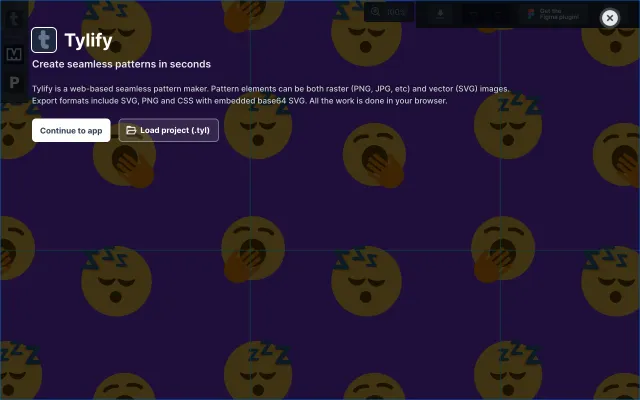 160%
Get the
Figma plugin!
t
Tylify
Create seamless patterns in seconds
P
Tylify is a web-based seamless pattern maker. Pattern elements can be both raster (PNG, JPG, etc) and vector (SVG) images.
Export formats include SVG, PNG and CSS with embedded base64 SVG. All the work is done in your browser.
Continue to app
Load project (.tyl)